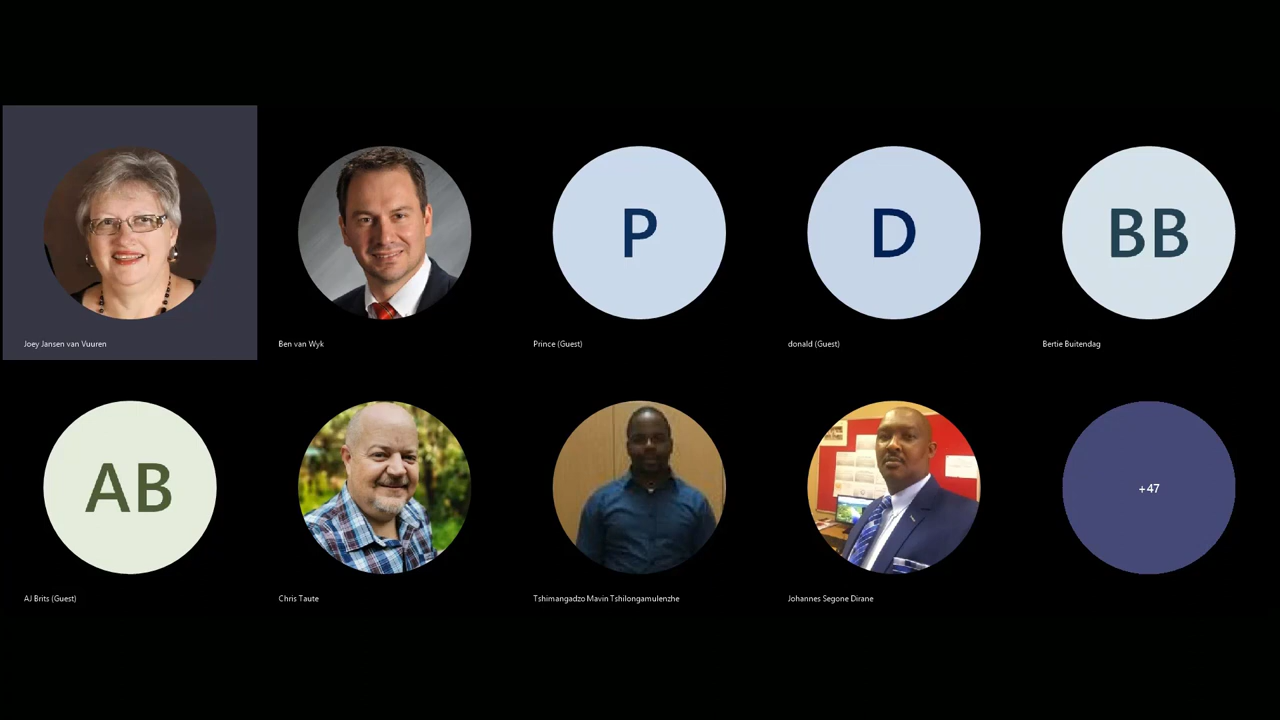 P
D
BB
Joey Jansen van Vuuren
Ben van Wyk
Prince (Guest)
donald (Guest)
Bertie Buitendag
AB
+47
AJ Brits (Guest)
Chris Taute
Tshimangadzo Mavin Tshilongamulenzhe
Johannes Segone Dirane